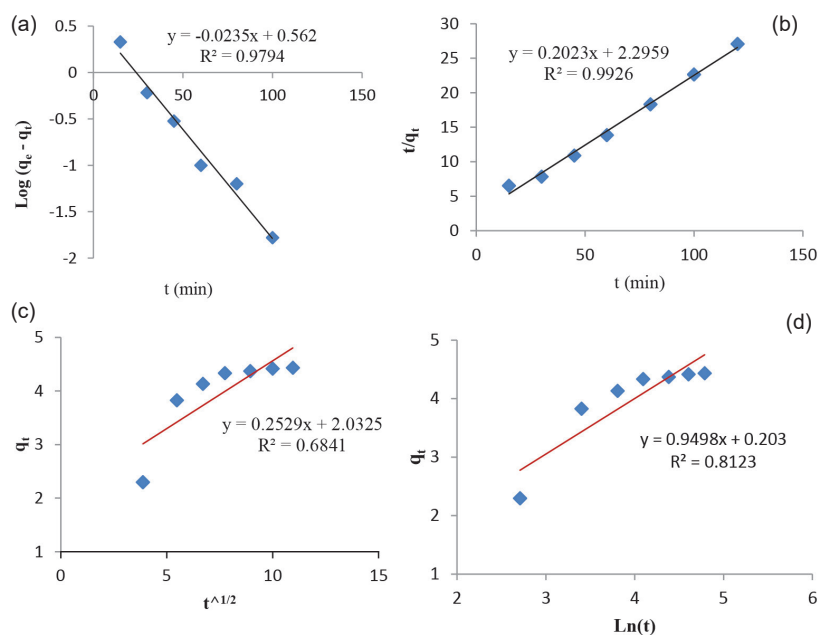 (a)
y = -0.0235x + 0.562
R² = 0.9794
0.5
0
-0.5
-1
-1.5
-2
0 50 100 150
Log (qe - qt)
t (min)
(b)
y = 0.2023x + 2.2959
R² = 0.9926
30
25
20
15
10
5
0
0 50 100 150
t/qt
t (min)
(c)
y = 0.2529x + 2.0325
R² = 0.6841
5
4
3
2
1
0 5 10 15
qt
t^1/2
(d)
y = 0.9498x + 0.203
R² = 0.8123
5
4
3
2
1
2 3 4 5 6
qt
Ln(t)